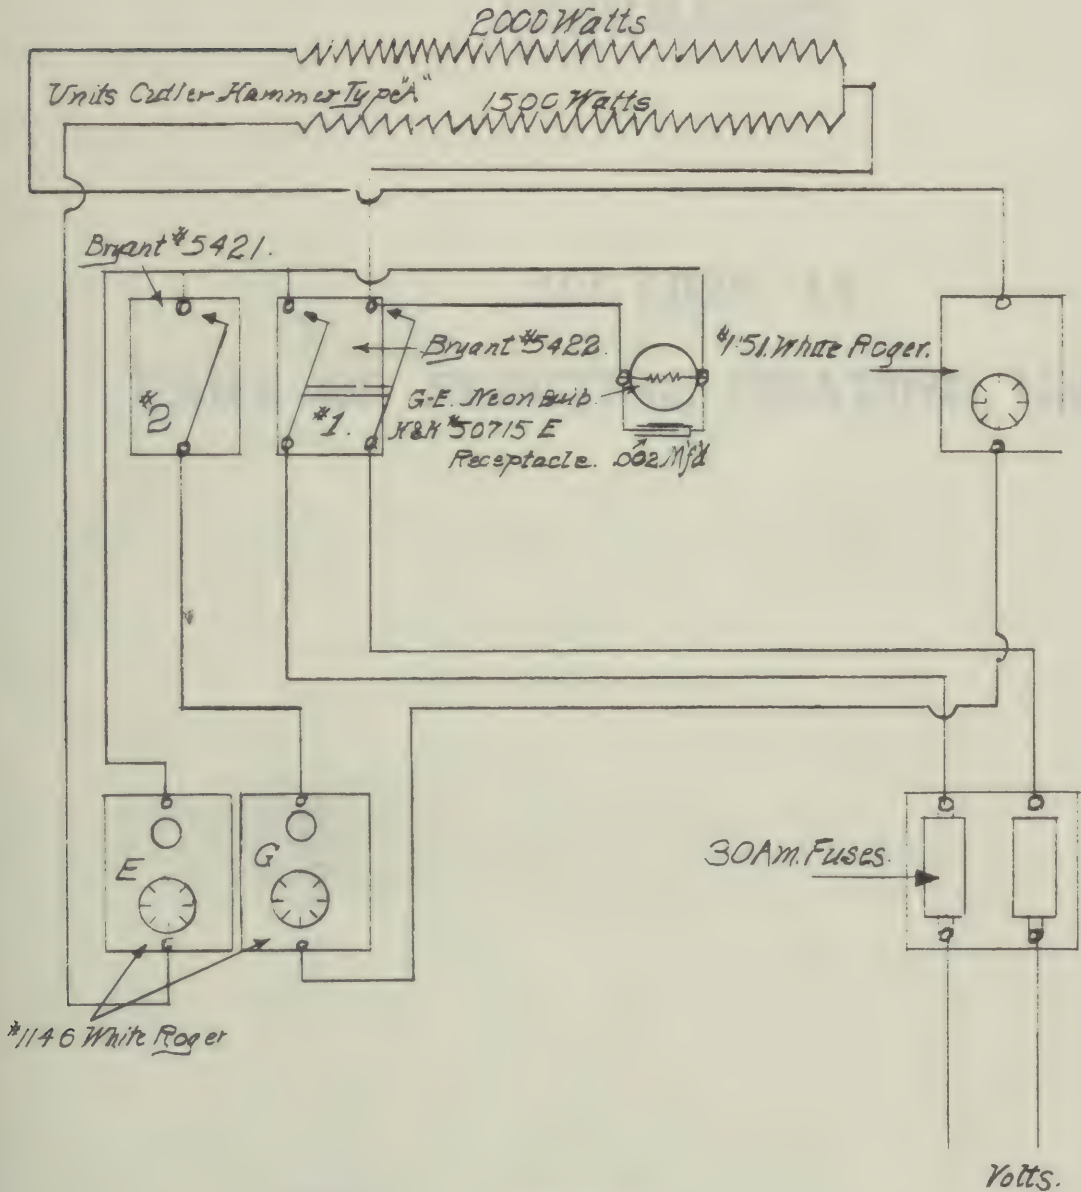 2000 Watts
Units Cutler Hammer Type "A"
1500 Watts
Bryant #5421.
Bryant #5422
#151. White Roger.
#2
#1.
G-E. Neon Bulb.
H&H #50715 E
Receptacle. .002 Mfd
E
G
30 Am. Fuses.
#1146 White Roger
Volts.